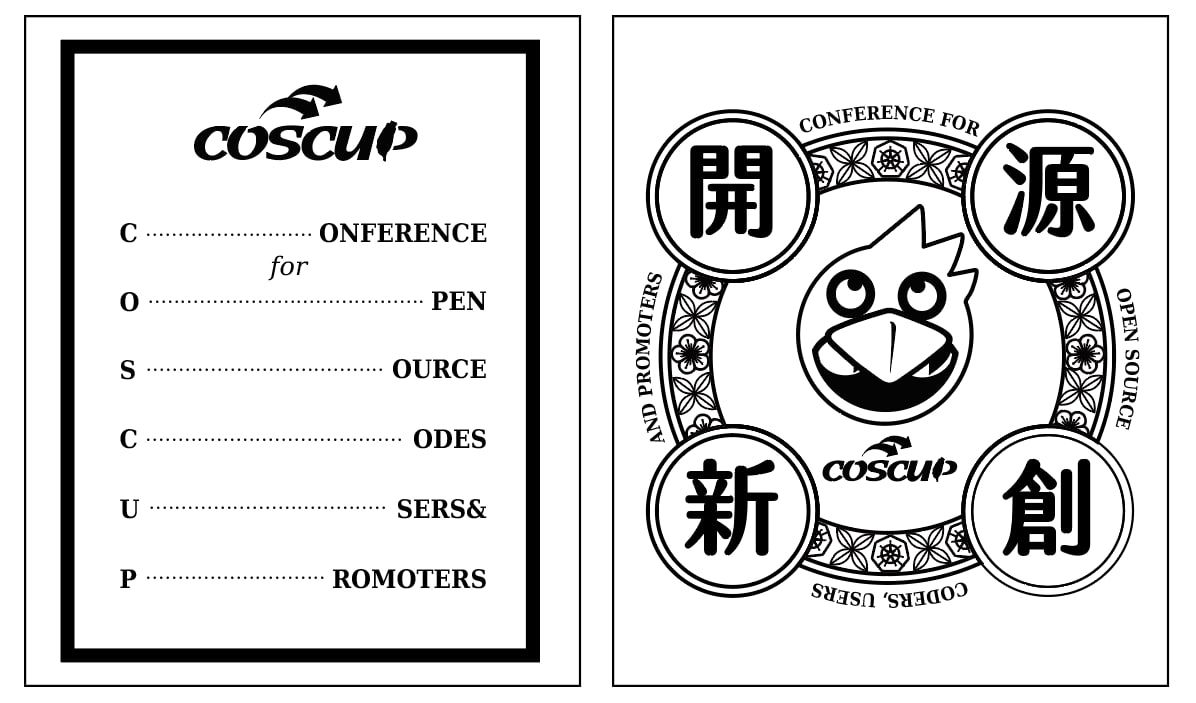 COSCUP
C ONFERENCE
for
O PEN
S OURCE
C ODES
U SERS&
P ROMOTERS
CONFERENCE FOR
開
源
AND PROMOTERS
OPEN SOURCE
COSCUP
新
創
CODERS, USERS